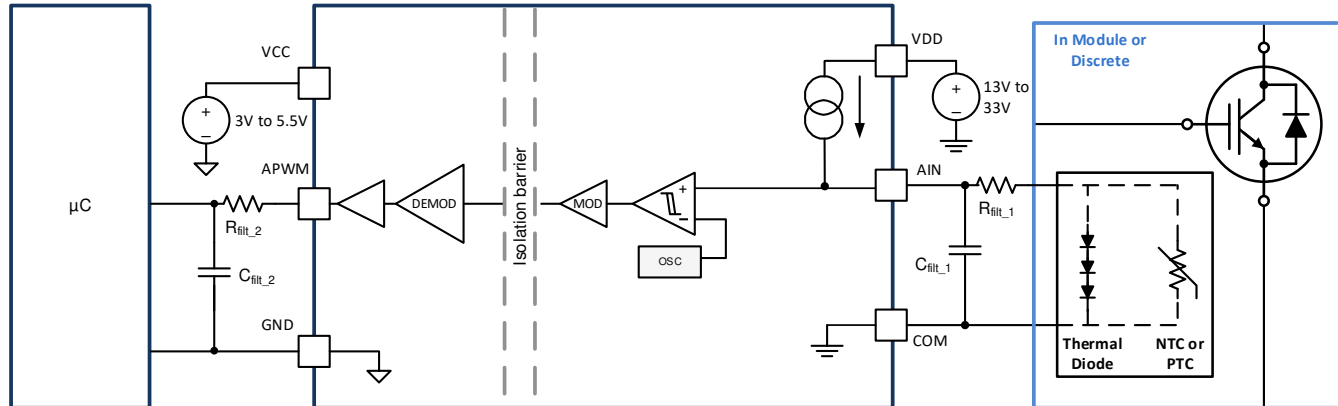 µC
VCC
+
−
3V to 5.5V
APWM
Rfilt_2
Cfilt_2
GND
DEMOD
Isolation barrier
MOD
+
−
OSC
VDD
+
−
13V to
33V
AIN
Rfilt_1
Cfilt_1
COM
In Module or
Discrete
Thermal
Diode
NTC or
PTC